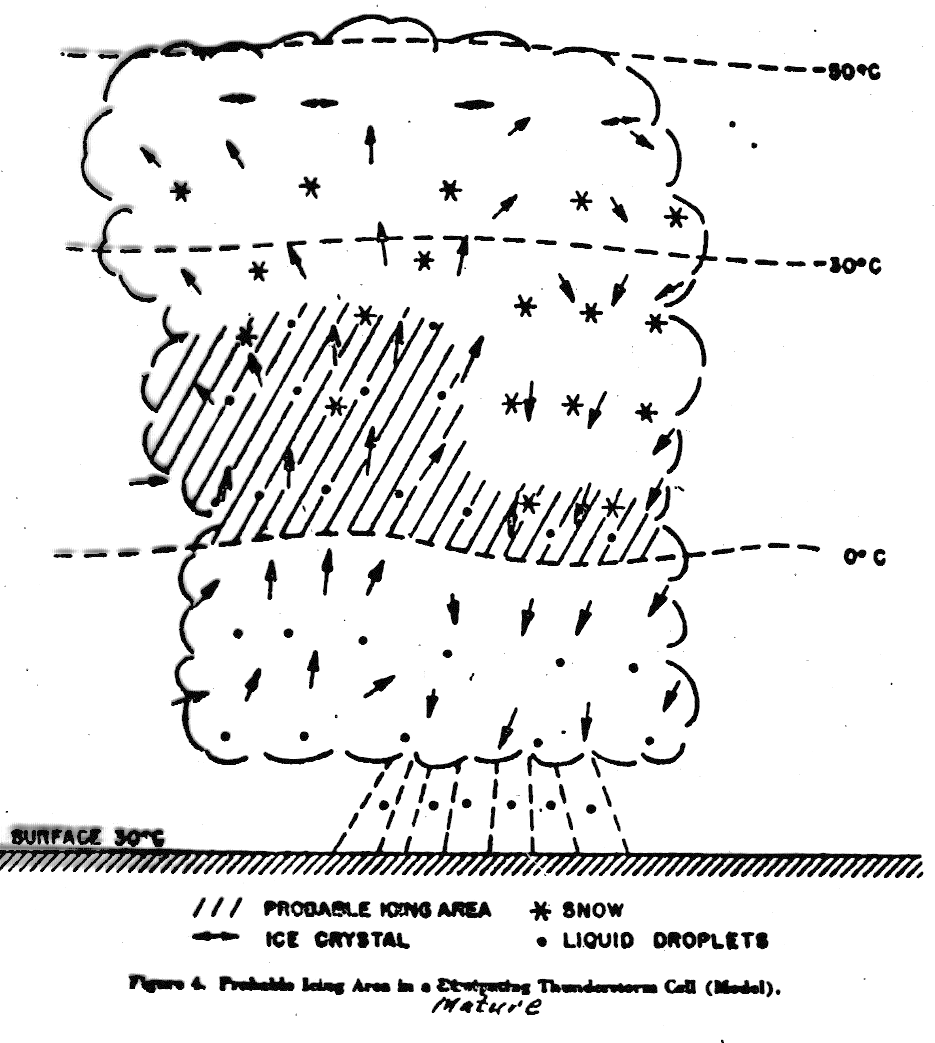 -50°C
-30°C
0°C
SURFACE 30°C
/// PROBABLE ICING AREA
* SNOW
ICE CRYSTAL
• LIQUID DROPLETS
Figure 4. Probable Icing Area in a Thunderstorm Cell (Model).
Mature